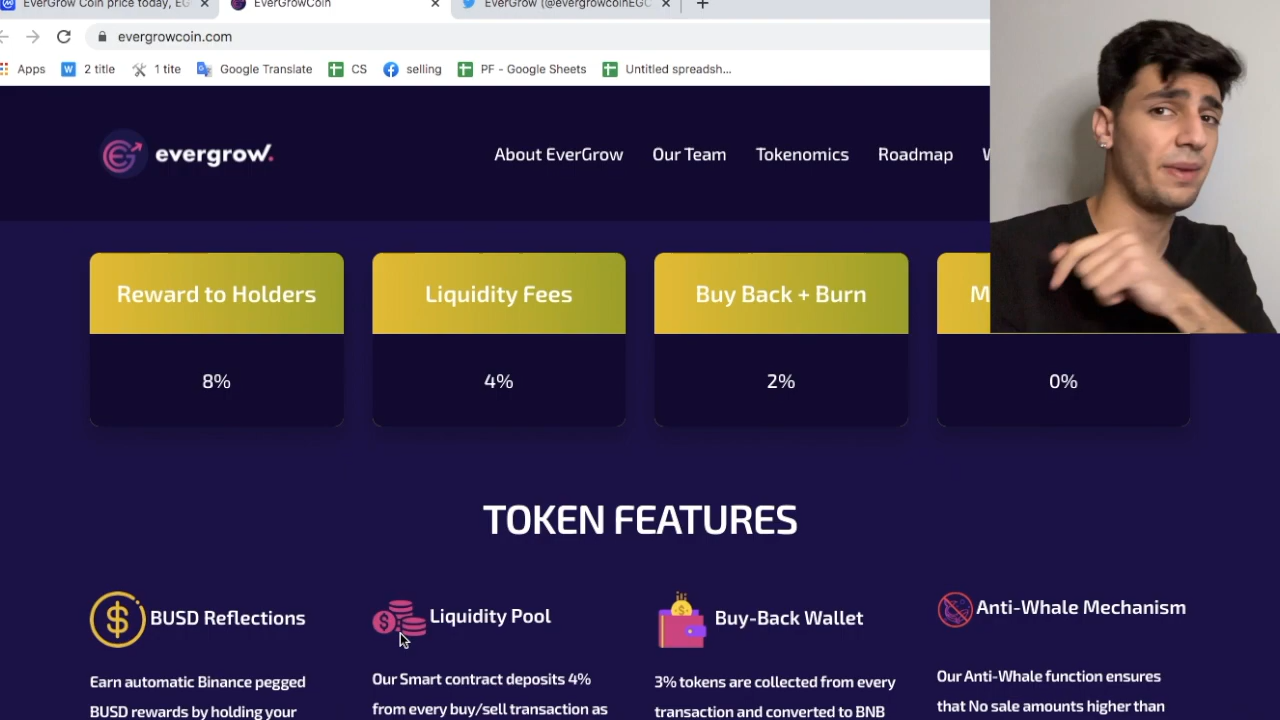 EverGrow Coin price today, EG
EverGrowCoin
EverGrow (@evergrowcoinEGC
evergrowcoin.com
Apps
2 title
1 tite
Google Translate
CS
selling
PF - Google Sheets
Untitled spreadsh...
evergrow.
About EverGrow
Our Team
Tokenomics
Roadmap
W
Reward to Holders
Liquidity Fees
Buy Back + Burn
M
8%
4%
2%
0%
TOKEN FEATURES
BUSD Reflections
Liquidity Pool
Buy-Back Wallet
Anti-Whale Mechanism
Earn automatic Binance pegged
BUSD rewards by holding your
Our Smart contract deposits 4%
from every buy/sell transaction as
3% tokens are collected from every
transaction and converted to BNB
Our Anti-Whale function ensures
that No sale amounts higher than